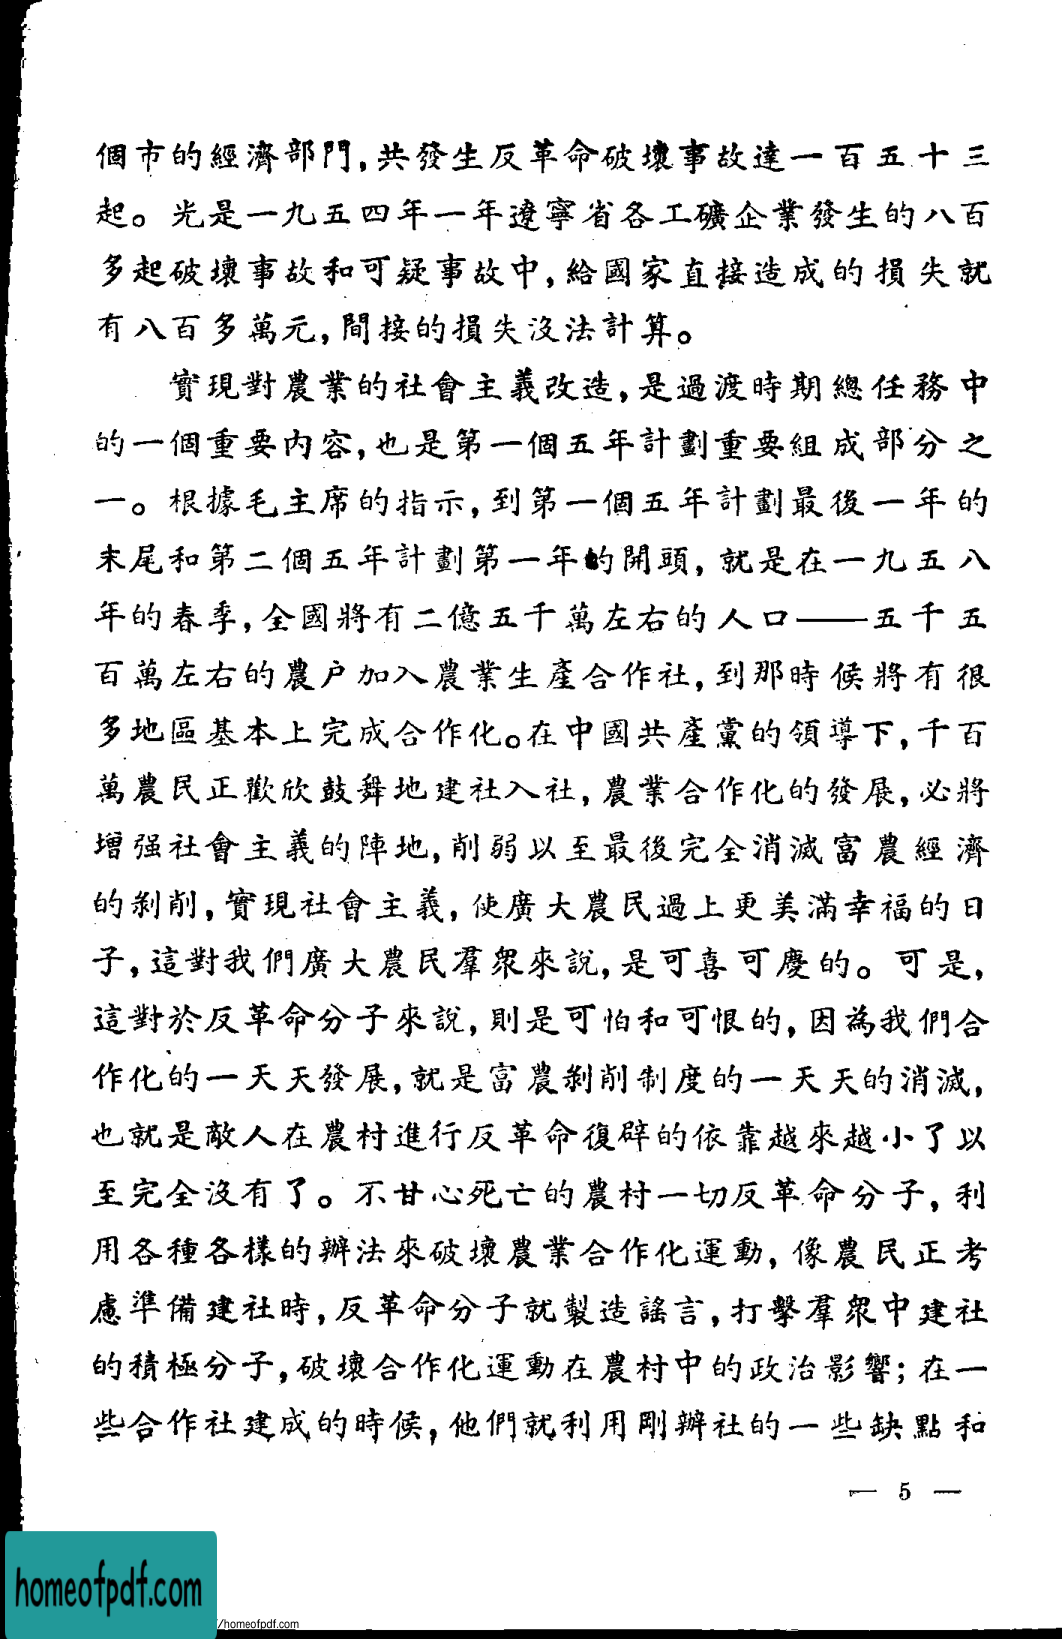 個市的經濟部門，共發生反革命破壞事故達一百五十三
起。光是一九五四年一年遼寧省各工礦企業發生的八百
多起破壞事故和可疑事故中，給國家直接造成的損失就
有八百多萬元，間接的損失沒法計算。
實現對農業的社會主義改造，是過渡時期總任務中
的一個重要內容，也是第一個五年計劃重要組成部分之
一。根據毛主席的指示，到第一個五年計劃最後一年的
末尾和第二個五年計劃第一年的開頭，就是在一九五八
年的春季，全國將有二億五千萬左右的人口——五千五
百萬左右的農户加入農業生產合作社，到那時候將有很
多地區基本上完成合作化。在中國共產黨的領導下，千百
萬農民正歡欣鼓舞地建社入社，農業合作化的發展，必將
增强社會主義的陣地，削弱以至最後完全消滅富農經濟
的剝削，實現社會主義，使廣大農民過上更美滿幸福的日
子，這對我們廣大農民羣眾來說，是可喜可慶的。可是，
這對於反革命分子來說，則是可怕和可恨的，因為我們合
作化的一天天發展，就是富農剝削制度的一天天的消滅，
也就是敵人在農村進行反革命復辟的依靠越來越小了以
至完全沒有了。不甘心死亡的農村一切反革命分子，利
用各種各樣的辦法來破壞農業合作化運動，像農民正考
慮準備建社時，反革命分子就製造謠言，打擊羣眾中建社
的積極分子，破壞合作化運動在農村中的政治影響；在一
些合作社建成的時候，他們就利用剛辦社的一些缺點和
— 5 —
homeofpdf.com
//homeofpdf.com